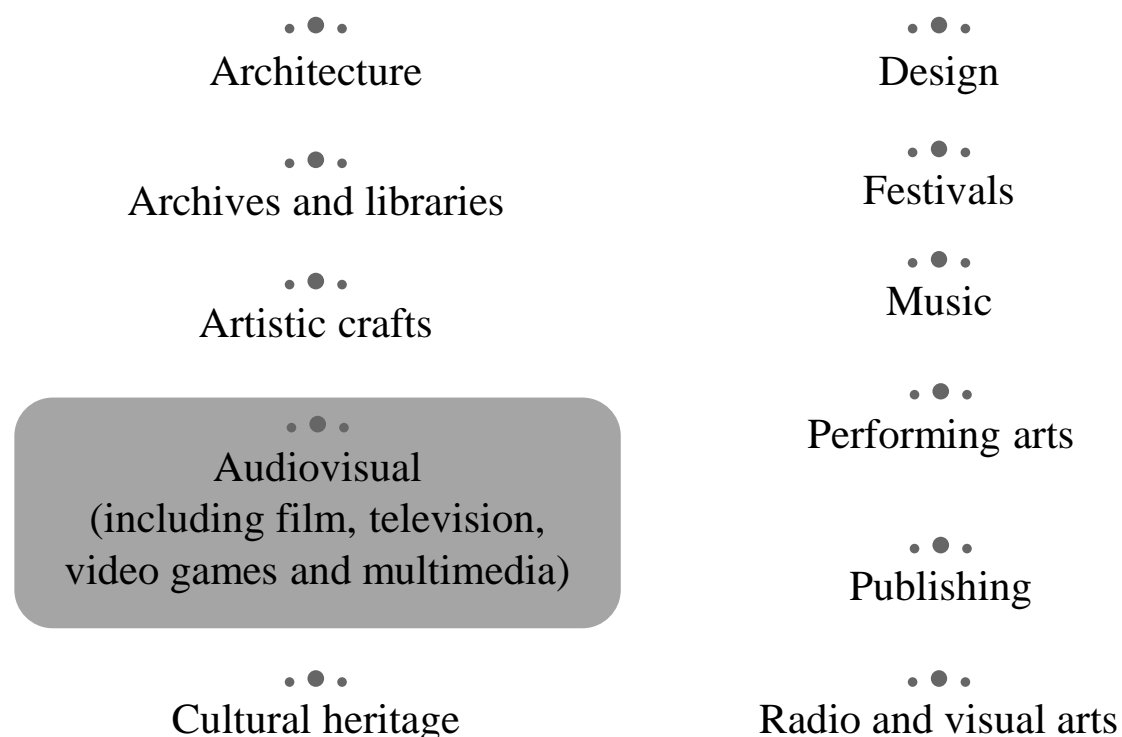 Architecture
Archives and libraries
Artistic crafts
Audiovisual
(including film, television,
video games and multimedia)
Cultural heritage
Design
Festivals
Music
Performing arts
Publishing
Radio and visual arts